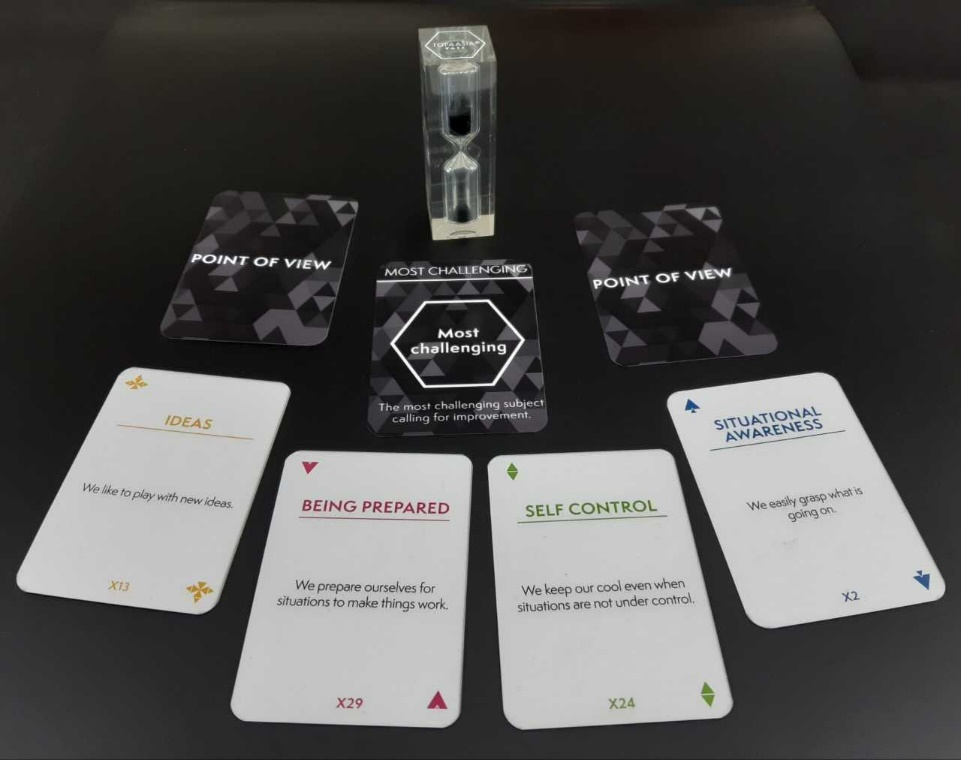 TOPAASIA®
POINT OF VIEW
POINT OF VIEW
MOST CHALLENGING
Most
challenging
The most challenging subject
calling for improvement.
IDEAS
We like to play with new ideas.
X13
BEING PREPARED
We prepare ourselves for
situations to make things work.
X29
SELF CONTROL
We keep our cool even when
situations are not under control.
X24
SITUATIONAL
AWARENESS
We easily grasp what is
going on.
X2